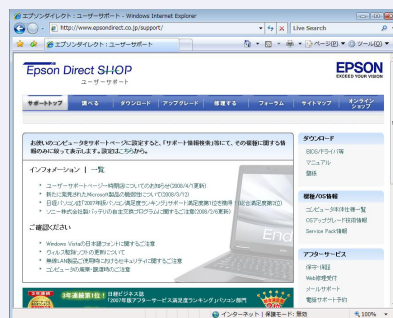 エプソンダイレクト：ユーザーサポート - Windows Internet Explorer
http://www.epsondirect.co.jp/support/
Live Search
エプソンダイレクト：ユーザーサポート
ページ(P)
ツール(O)
Epson Direct SHOP
ユーザーサポート
EPSON
EXCEED YOUR VISION
サポートトップ
調べる
ダウンロード
アップグレード
修理する
フォーラム
サイトマップ
オンライン
ショップ
お使いのコンピュータをサポートページに設定すると、「サポート情報検索」等にて、その機種に関する情
報のみに絞って表示します。設定はこちらから。
インフォメーション | 一覧
ユーザーサポートページ一時閉塞についてのお知らせ(2008/4/1更新)
新たに発見されたMicrosoft製品の脆弱性について(2008/3/12)
日経パソコン誌「2007年版パソコン満足度ランキング」サポート満足度第1位を獲得！(総合満足度第3位)
ソニー株式会社製バッテリの自主交換プログラムに関するご注意(2008/2/6更新)
ご確認ください
Windows Vistaの日本語フォントに関するご注意
ウィルス駆除ソフトの更新について
無線LAN製品ご使用時におけるセキュリティに関するご注意
コンピュータの廃棄・譲渡時のご注意
End
ダウンロード
BIOS/ドライバ等
マニュアル
壁紙
機種/OS情報
コンピュータ本体仕様一覧
OSアップグレード技術情報
Service Pack情報
アフターサービス
保守・保証
Web修理受付
メールサポート
電話サポート予約
3年連続第1位！
日経ビジネス誌
「2007年版アフターサービス満足度ランキング」パソコン部門
インターネット | 保護モード: 無効
100%